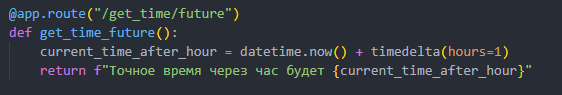 @app.route("/get_time/future")
def get_time_future():
    current_time_after_hour = datetime.now() + timedelta(hours=1)
    return f"Точное время через час будет {current_time_after_hour}"